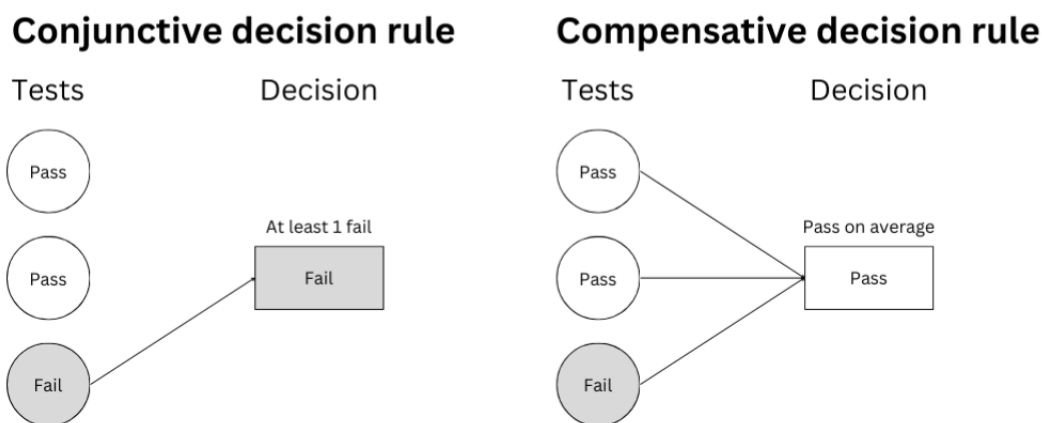 Conjunctive decision rule
Tests
Decision
Pass
Pass
Fail
At least 1 fail
Fail
Compensative decision rule
Tests
Decision
Pass
Pass
Fail
Pass on average
Pass